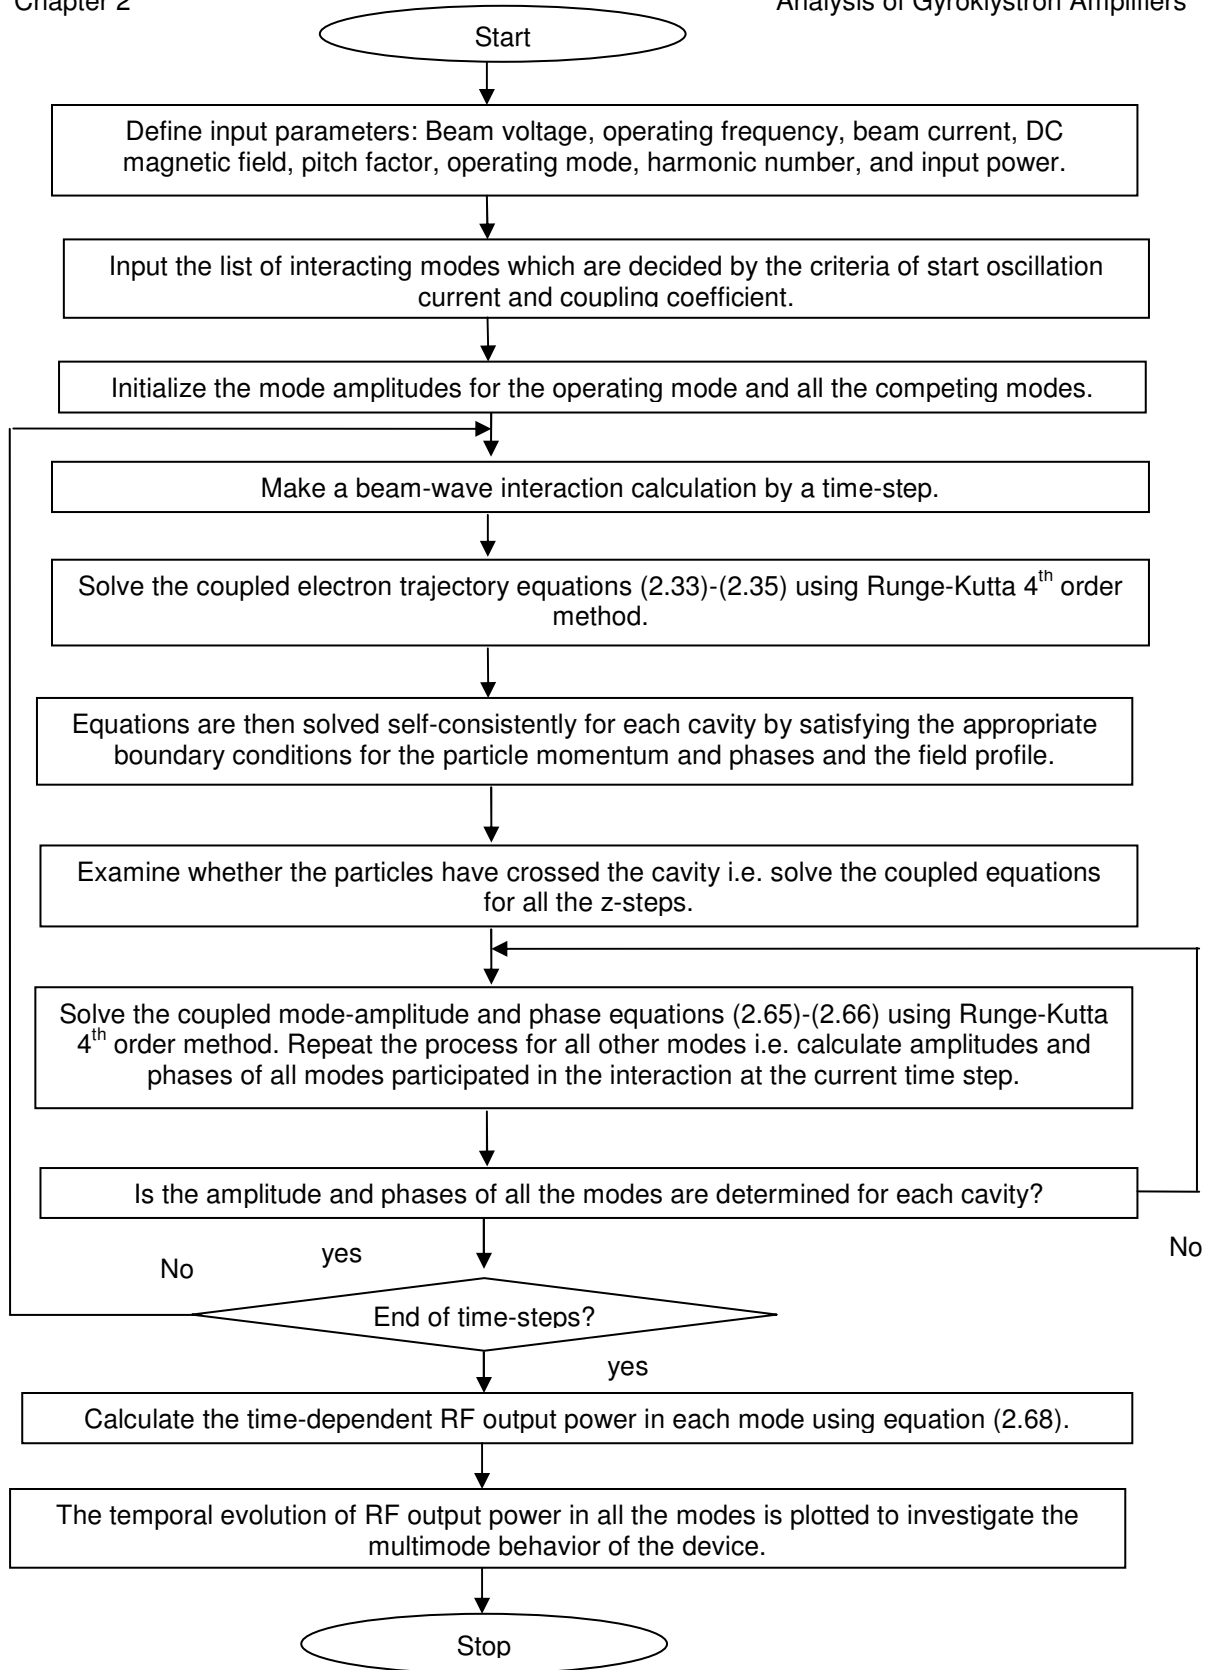 Chapter 2
Analysis of Gyroklystron Amplifiers
Start
Define input parameters: Beam voltage, operating frequency, beam current, DC
magnetic field, pitch factor, operating mode, harmonic number, and input power.
Input the list of interacting modes which are decided by the criteria of start oscillation
current and coupling coefficient.
Initialize the mode amplitudes for the operating mode and all the competing modes.
Make a beam-wave interaction calculation by a time-step.
Solve the coupled electron trajectory equations (2.33)-(2.35) using Runge-Kutta 4th order
method.
Equations are then solved self-consistently for each cavity by satisfying the appropriate
boundary conditions for the particle momentum and phases and the field profile.
Examine whether the particles have crossed the cavity i.e. solve the coupled equations
for all the z-steps.
Solve the coupled mode-amplitude and phase equations (2.65)-(2.66) using Runge-Kutta
4th order method. Repeat the process for all other modes i.e. calculate amplitudes and
phases of all modes participated in the interaction at the current time step.
Is the amplitude and phases of all the modes are determined for each cavity?
No
yes
No
End of time-steps?
yes
Calculate the time-dependent RF output power in each mode using equation (2.68).
The temporal evolution of RF output power in all the modes is plotted to investigate the
multimode behavior of the device.
Stop